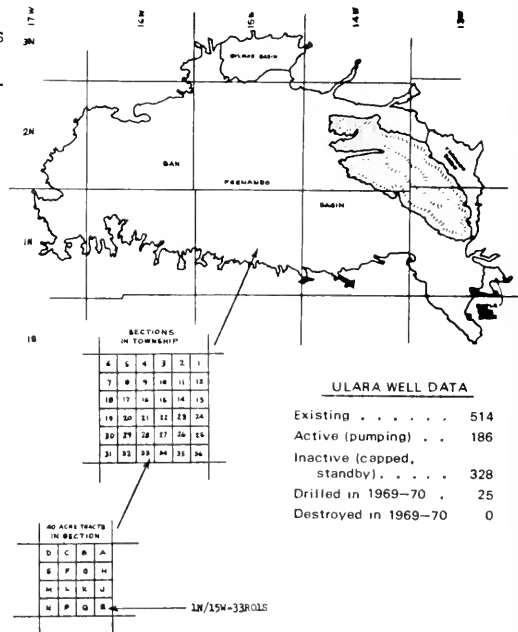 S
17W 16W 15W 14W 13W
3N
SYLMAR BASIN
2N
SAN
FERNANDO
BASIN
1N
1S
SECTIONS
IN TOWNSHIP
6 5 4 3 2 1
7 8 9 10 11 12
18 17 16 15 14 13
19 20 21 22 23 24
30 29 28 27 26 25
31 32 33 34 35 36
ULARA WELL DATA
Existing . . . . . . 514
Active (pumping) . . 186
Inactive (capped,
standby) . . . . . 328
Drilled in 1969-70 . 25
Destroyed in 1969-70 0
40 ACRE TRACTS
IN SECTION
D C B A
E F G H
M L K J
N P Q R
1N/15W-33R01S